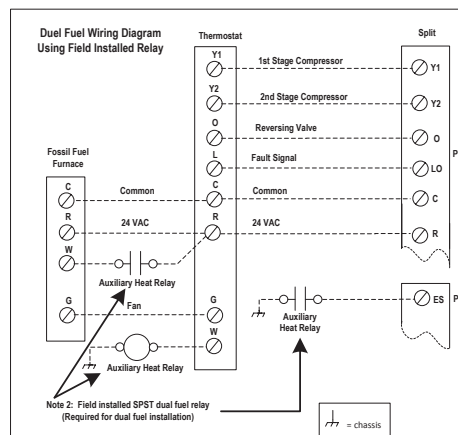 Duel Fuel Wiring Diagram
Using Field Installed Relay
Thermostat
Split
Y1
1st Stage Compressor
Y1
Y2
2nd Stage Compressor
Y2
O
Reversing Valve
O
Fossil Fuel
Furnace
L
Fault Signal
LO
P
C
Common
C
Common
C
R
24 VAC
R
24 VAC
R
W
Auxiliary Heat Relay
G
Fan
G
ES
P
Auxiliary
Heat Relay
W
Auxiliary Heat Relay
Note 2: Field installed SPST dual fuel relay
(Required for dual fuel installation)
= chassis